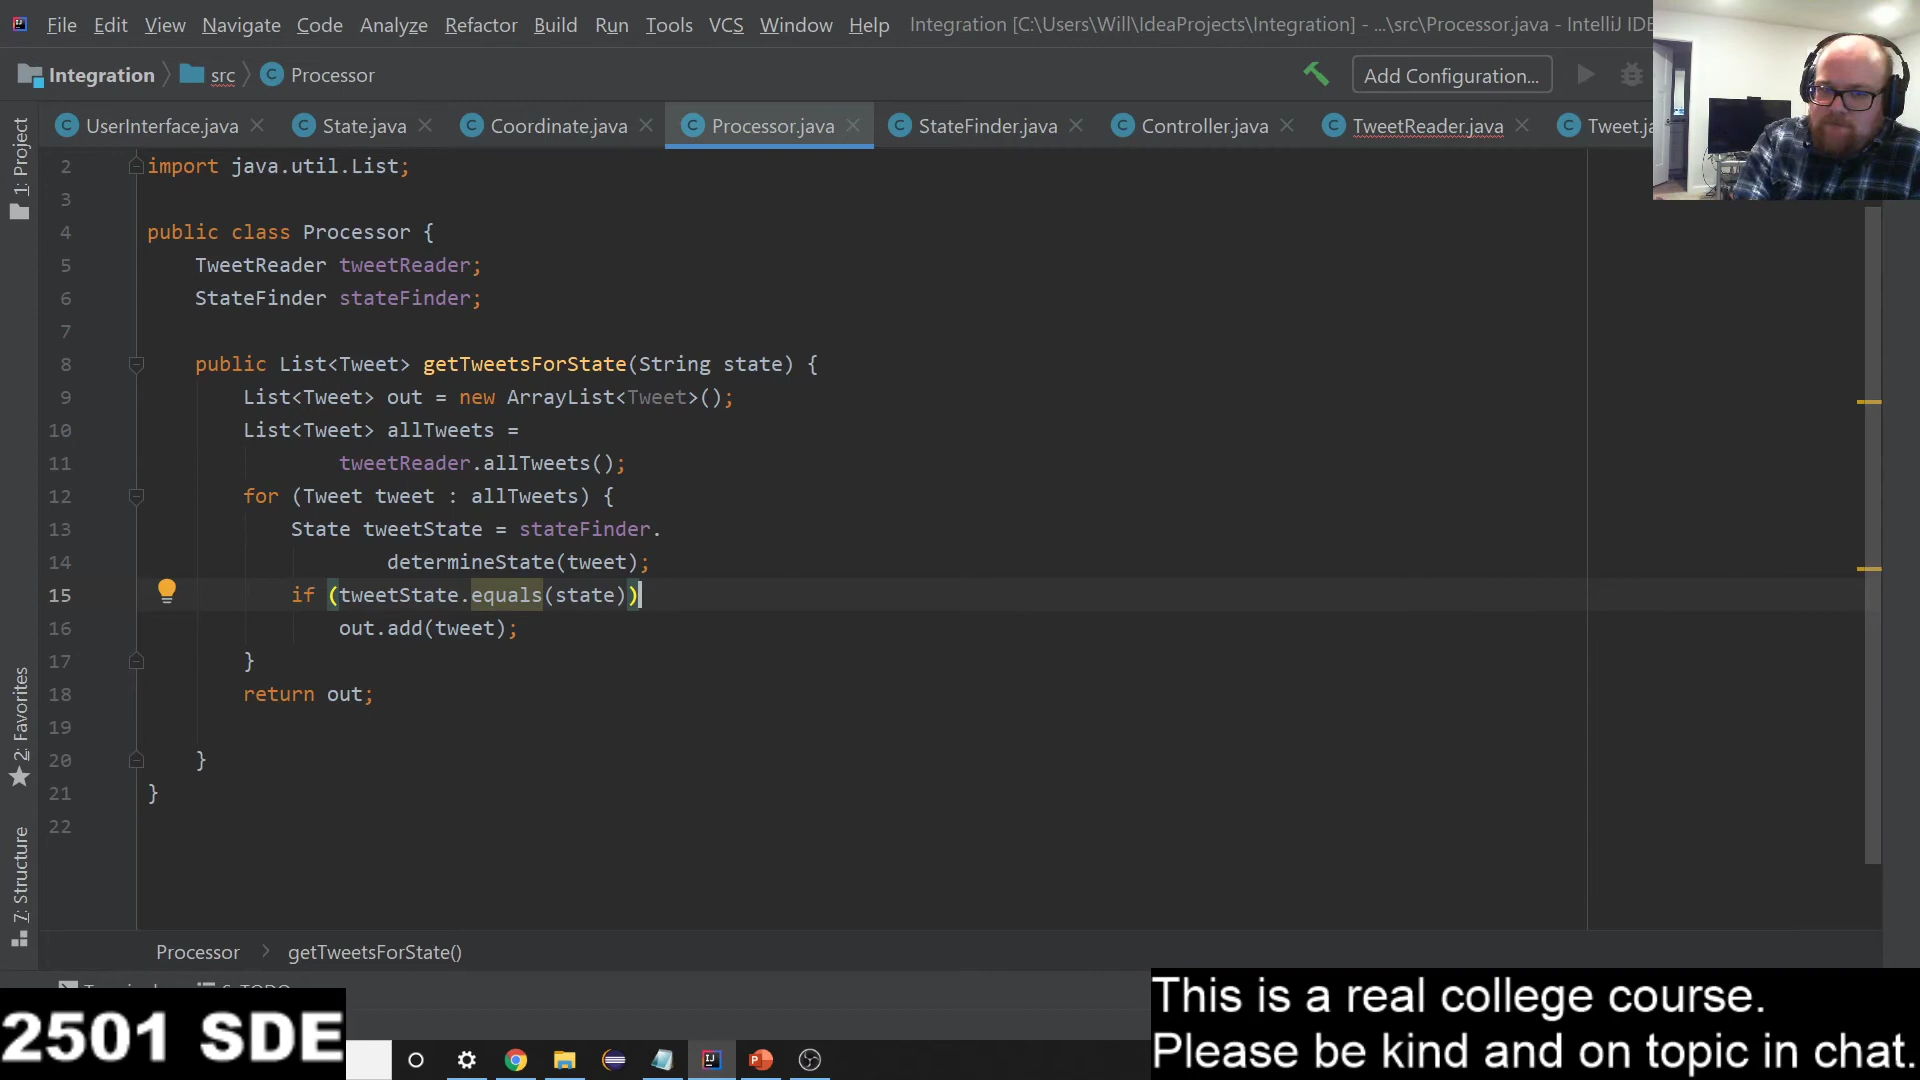 File Edit View Navigate Code Analyze Refactor Build Run Tools VCS Window Help Integration [C:\Users\Will\IdeaProjects\Integration] - ...\src\Processor.java - IntelliJ IDE
Integration src Processor Add Configuration...
UserInterface.java State.java Coordinate.java Processor.java StateFinder.java Controller.java TweetReader.java Tweet.ja
1: Project
2 import java.util.List;
3
4 public class Processor {
5 TweetReader tweetReader;
6 StateFinder stateFinder;
7
8 public List<Tweet> getTweetsForState(String state) {
9 List<Tweet> out = new ArrayList<Tweet>();
10 List<Tweet> allTweets =
11 tweetReader.allTweets();
12 for (Tweet tweet : allTweets) {
13 State tweetState = stateFinder.
14 determineState(tweet);
15 if (tweetState.equals(state))
16 out.add(tweet);
17 }
18 return out;
19
20 }
21 }
22
2: Favorites
7: Structure
Processor getTweetsForState()
2501 SDE
This is a real college course.
Please be kind and on topic in chat.